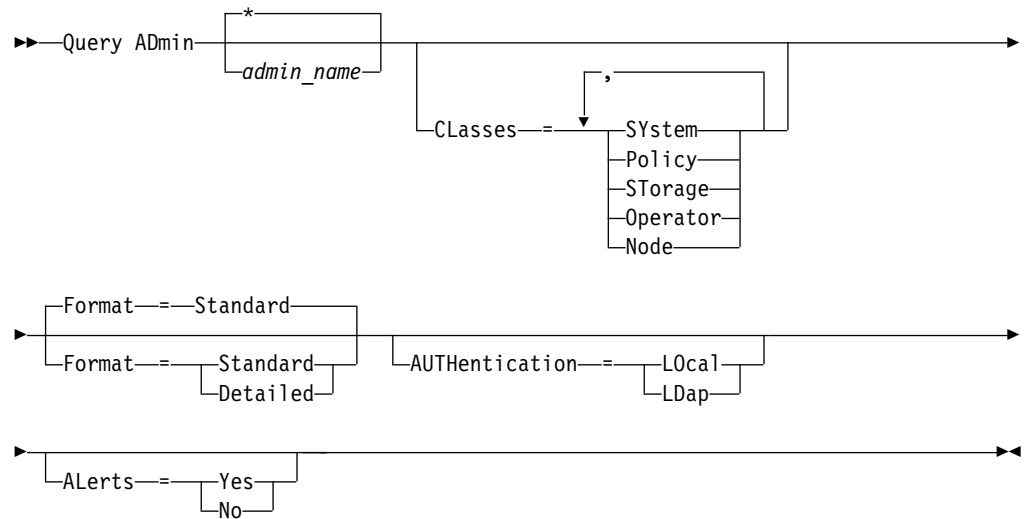 *
Query ADmin
admin_name
,
CLasses = SYstem
Policy
STorage
Operator
Node
Format = Standard
Format = Standard
Detailed
AUTHentication = LOcal
LDap
ALerts = Yes
No